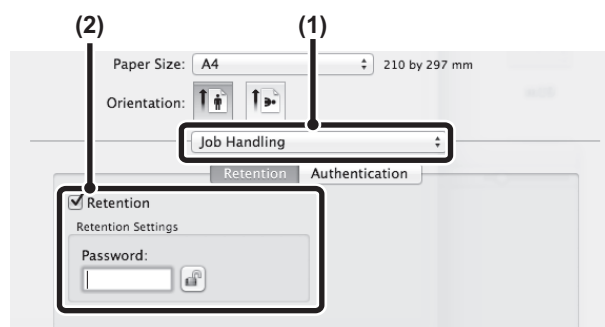 (2) (1)
Paper Size: A4 210 by 297 mm
Orientation:
Job Handling
Retention Authentication
Retention
Retention Settings
Password: